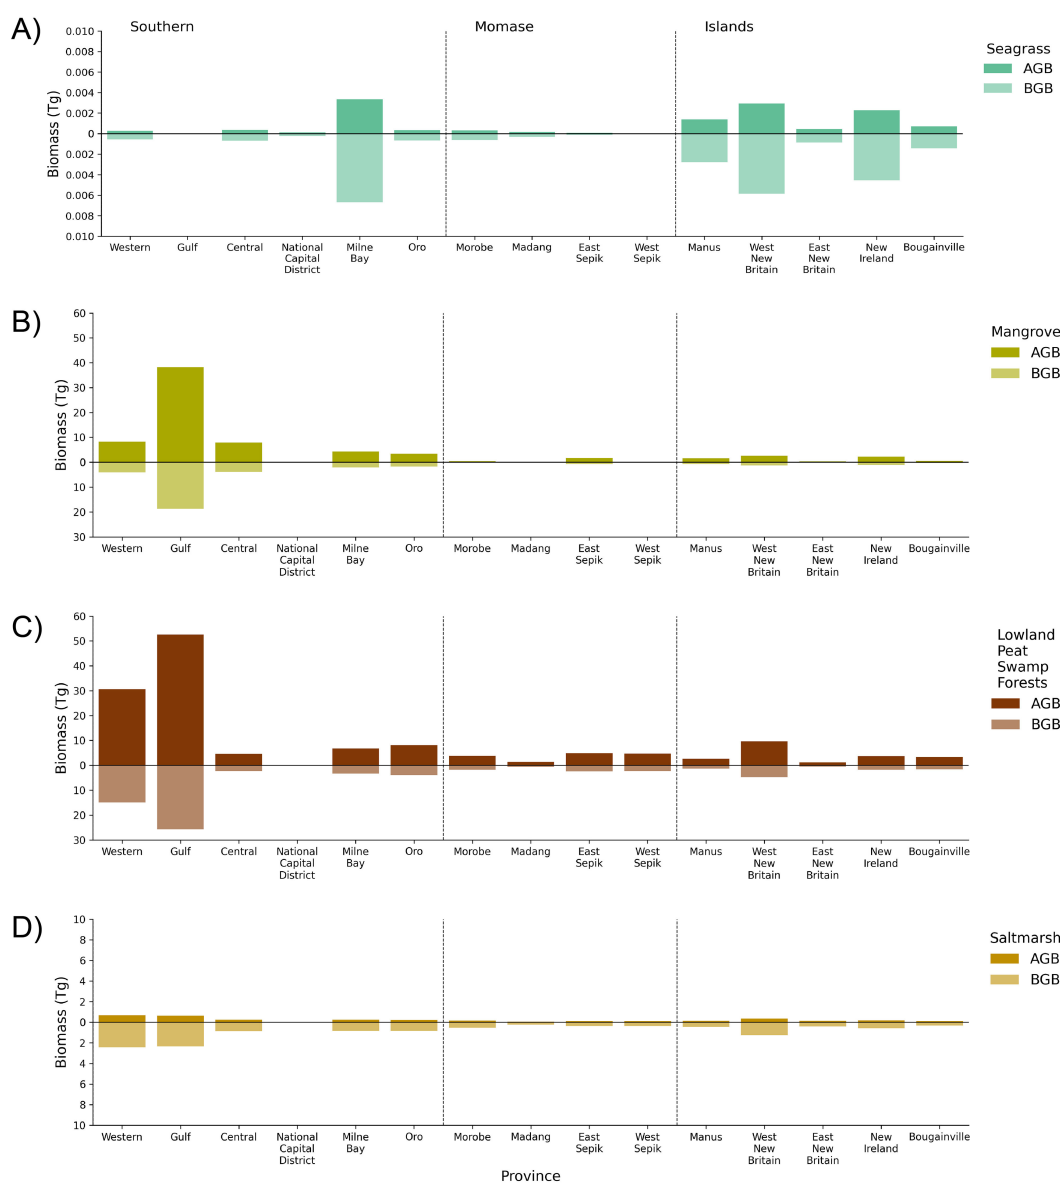 A)
Southern
Momase
Islands
0.010
0.008
0.006
0.004
0.002
0
0.002
0.004
0.006
0.008
0.010
Biomass (Tg)
Western
Gulf
Central
National
Capital
District
Milne
Bay
Oro
Morobe
Madang
East
Sepik
West
Sepik
Manus
West
New
Britain
East
New
Britain
New
Ireland
Bougainville
Seagrass
AGB
BGB
B)
60
50
40
30
20
10
0
10
20
30
Biomass (Tg)
Western
Gulf
Central
National
Capital
District
Milne
Bay
Oro
Morobe
Madang
East
Sepik
West
Sepik
Manus
West
New
Britain
East
New
Britain
New
Ireland
Bougainville
Mangrove
AGB
BGB
C)
60
50
40
30
20
10
0
10
20
30
Biomass (Tg)
Western
Gulf
Central
National
Capital
District
Milne
Bay
Oro
Morobe
Madang
East
Sepik
West
Sepik
Manus
West
New
Britain
East
New
Britain
New
Ireland
Bougainville
Lowland
Peat
Swamp
Forests
AGB
BGB
D)
10
8
6
4
2
0
2
4
6
8
10
Biomass (Tg)
Western
Gulf
Central
National
Capital
District
Milne
Bay
Oro
Morobe
Madang
East
Sepik
West
Sepik
Manus
West
New
Britain
East
New
Britain
New
Ireland
Bougainville
Saltmarsh
AGB
BGB
Province